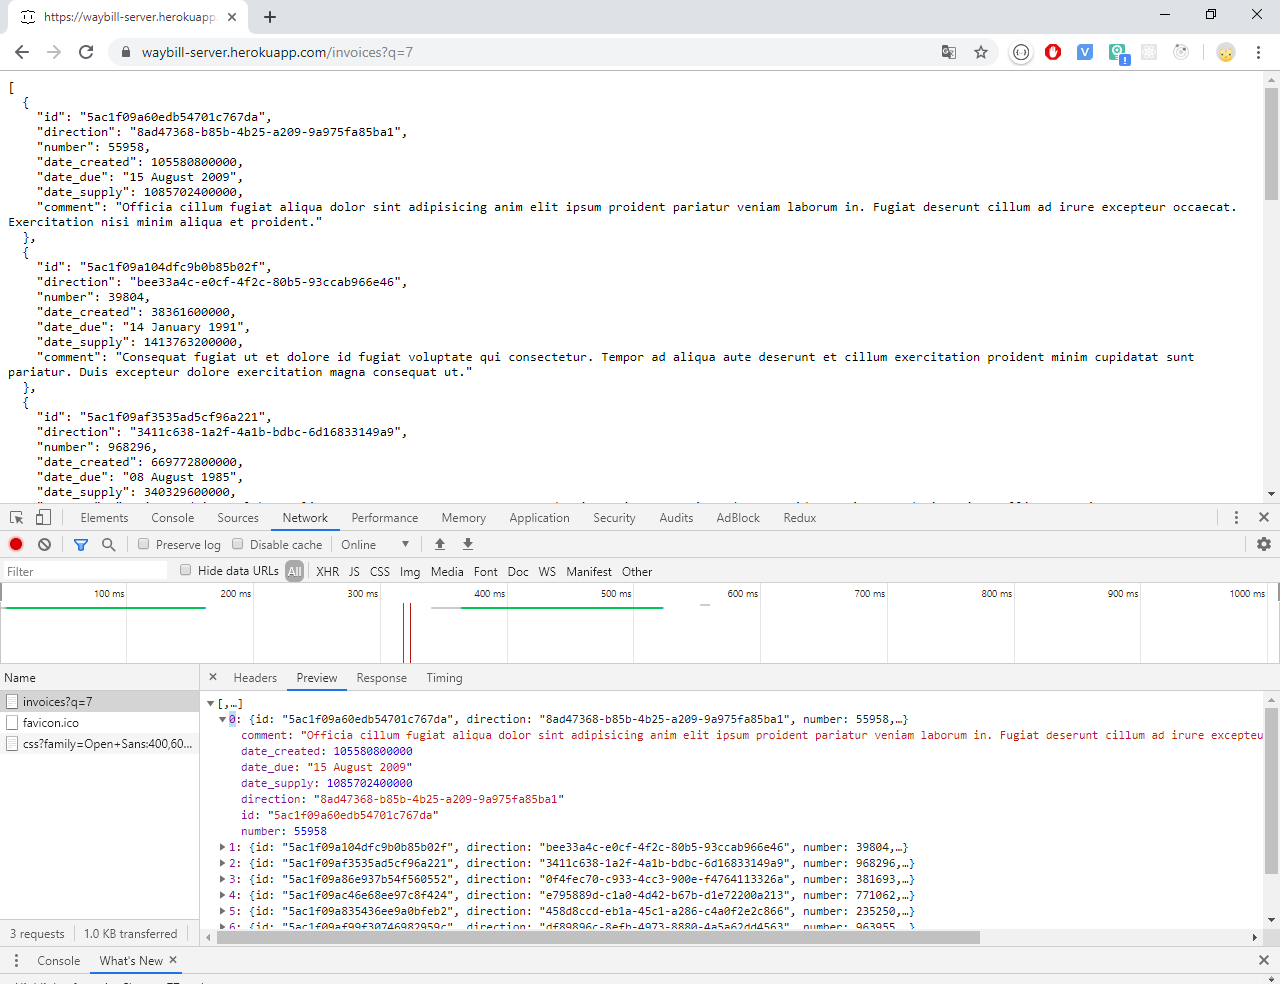 https://waybill-server.herokuapp
waybill-server.herokuapp.com/invoices?q=7
[
{
"id": "5ac1f09a60edb54701c767da",
"direction": "8ad47368-b85b-4b25-a209-9a975fa85ba1",
"number": 55958,
"date_created": 105580800000,
"date_due": "15 August 2009",
"date_supply": 1085702400000,
"comment": "Officia cillum fugiat aliqua dolor sint adipisicing anim elit ipsum proident pariatur veniam laborum in. Fugiat deserunt cillum ad irure excepteur occaecat.
Exercitation nisi minim aliqua et proident."
},
{
"id": "5ac1f09a104dfc9b0b85b02f",
"direction": "bee33a4c-e0cf-4f2c-80b5-93ccab966e46",
"number": 39804,
"date_created": 38361600000,
"date_due": "14 January 1991",
"date_supply": 1413763200000,
"comment": "Consequat fugiat ut et dolore id fugiat voluptate qui consectetur. Tempor ad aliqua aute deserunt et cillum exercitation proident minim cupidatat sunt
pariatur. Duis excepteur dolore exercitation magna consequat ut."
},
{
"id": "5ac1f09af3535ad5cf96a221",
"direction": "3411c638-1a2f-4a1b-bdbc-6d16833149a9",
"number": 968296,
"date_created": 669772800000,
"date_due": "08 August 1985",
"date_supply": 340329600000,
Elements Console Sources Network Performance Memory Application Security Audits AdBlock Redux
Preserve log Disable cache Online
Filter Hide data URLs All XHR JS CSS Img Media Font Doc WS Manifest Other
100 ms 200 ms 300 ms 400 ms 500 ms 600 ms 700 ms 800 ms 900 ms 1000 ms
Name Headers Preview Response Timing
invoices?q=7
favicon.ico
css?family=Open+Sans:400,60...
[,…]
0: {id: "5ac1f09a60edb54701c767da", direction: "8ad47368-b85b-4b25-a209-9a975fa85ba1", number: 55958,…}
comment: "Officia cillum fugiat aliqua dolor sint adipisicing anim elit ipsum proident pariatur veniam laborum in. Fugiat deserunt cillum ad irure excepteu
date_created: 105580800000
date_due: "15 August 2009"
date_supply: 1085702400000
direction: "8ad47368-b85b-4b25-a209-9a975fa85ba1"
id: "5ac1f09a60edb54701c767da"
number: 55958
1: {id: "5ac1f09a104dfc9b0b85b02f", direction: "bee33a4c-e0cf-4f2c-80b5-93ccab966e46", number: 39804,…}
2: {id: "5ac1f09af3535ad5cf96a221", direction: "3411c638-1a2f-4a1b-bdbc-6d16833149a9", number: 968296,…}
3: {id: "5ac1f09a86e937b54f560552", direction: "0f4fec70-c933-4cc3-900e-f4764113326a", number: 381693,…}
4: {id: "5ac1f09ac46e68ee97c8f424", direction: "e795889d-c1a0-4d42-b67b-d1e72200a213", number: 771062,…}
5: {id: "5ac1f09a835436ee9a0bfeb2", direction: "458d8ccd-eb1a-45c1-a286-c4a0f2e2c866", number: 235250,…}
6: {id: "5ac1f09af99f30746982959c", direction: "df89896c-8efb-4973-8880-4a5a62dd4563", number: 963955,…}
3 requests 1.0 KB transferred
Console What's New